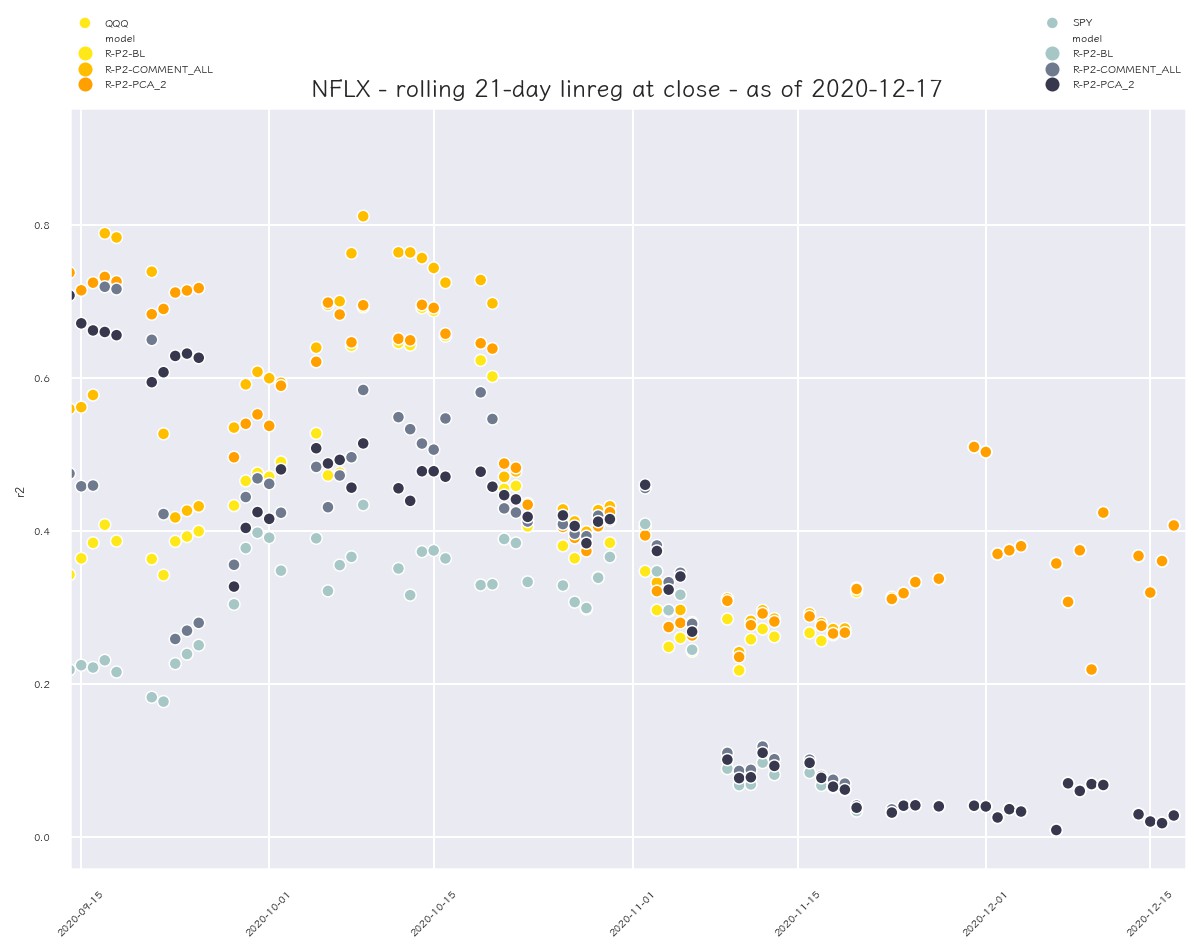 QQQ
model
R-P2-BL
R-P2-COMMENT_ALL
R-P2-PCA_2
SPY
model
R-P2-BL
R-P2-COMMENT_ALL
R-P2-PCA_2
NFLX - rolling 21-day linreg at close - as of 2020-12-17
r2
0.8
0.6
0.4
0.2
0.0
2020-09-15
2020-10-01
2020-10-15
2020-11-01
2020-11-15
2020-12-01
2020-12-15